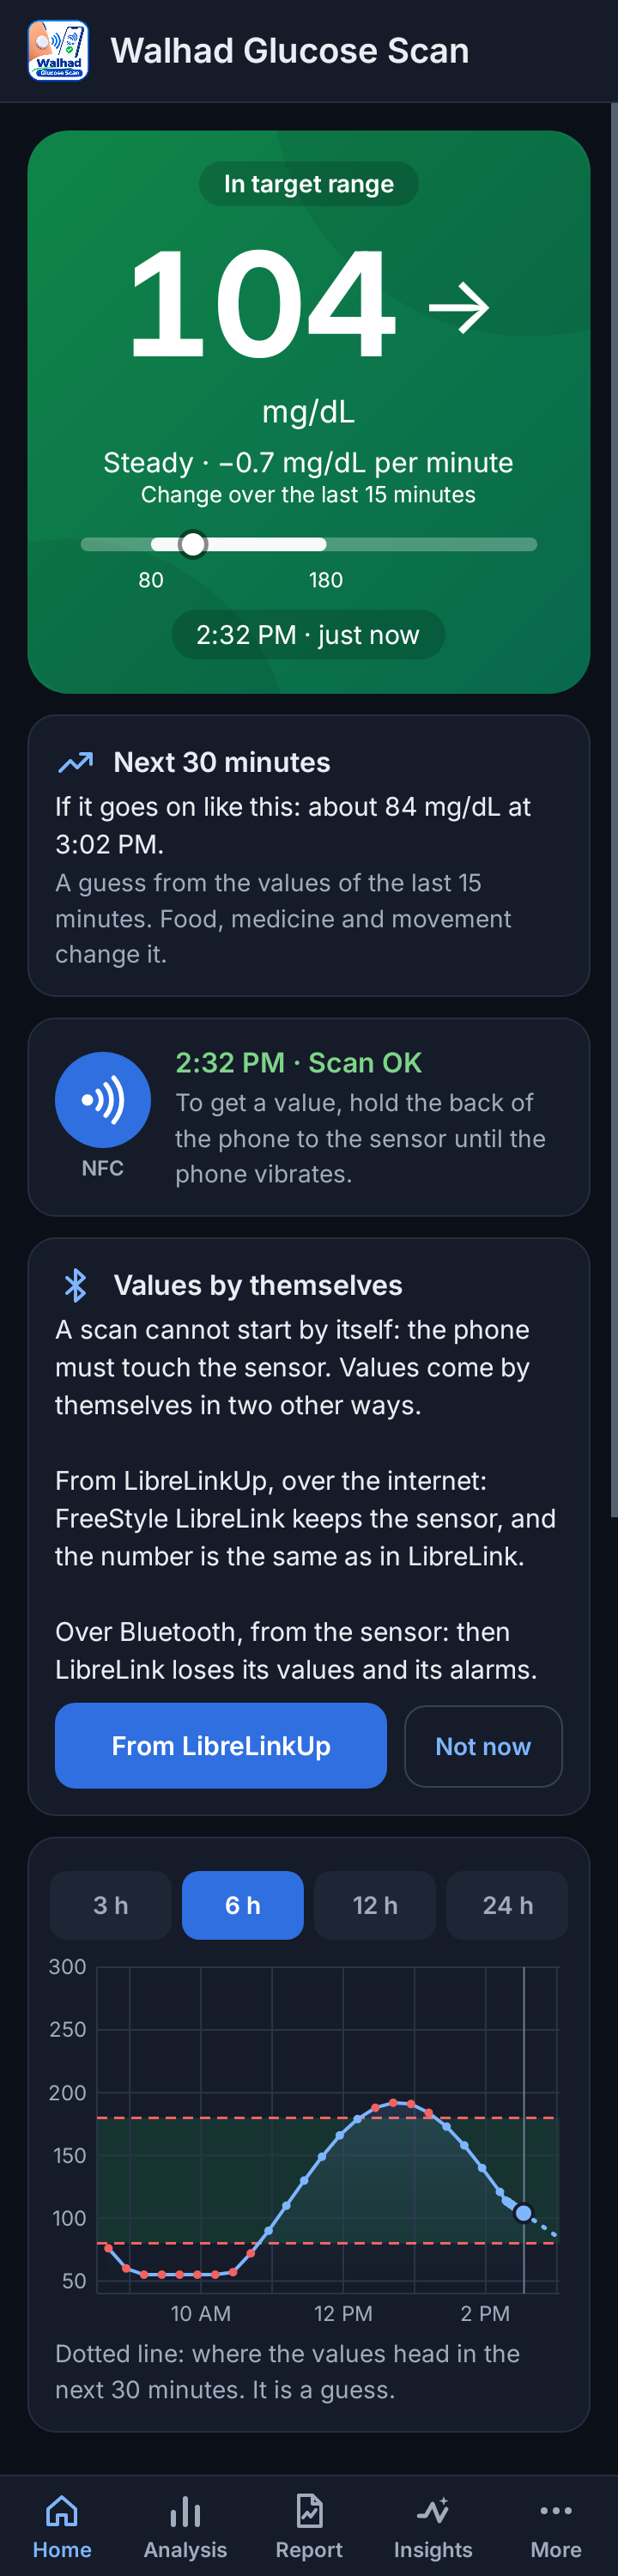 Walhad
Glucose Scan
Walhad Glucose Scan
In target range
104 →
mg/dL
Steady · −0.7 mg/dL per minute
Change over the last 15 minutes
80 180
2:32 PM · just now
Next 30 minutes
If it goes on like this: about 84 mg/dL at
3:02 PM.
A guess from the values of the last 15
minutes. Food, medicine and movement
change it.
2:32 PM · Scan OK
To get a value, hold the back of
the phone to the sensor until the
phone vibrates.
NFC
Values by themselves
A scan cannot start by itself: the phone
must touch the sensor. Values come by
themselves in two other ways.
From LibreLinkUp, over the internet:
FreeStyle LibreLink keeps the sensor, and
the number is the same as in LibreLink.
Over Bluetooth, from the sensor: then
LibreLink loses its values and its alarms.
From LibreLinkUp Not now
3 h 6 h 12 h 24 h
300
250
200
150
100
50
10 AM 12 PM 2 PM
Dotted line: where the values head in the
next 30 minutes. It is a guess.
Home Analysis Report Insights More